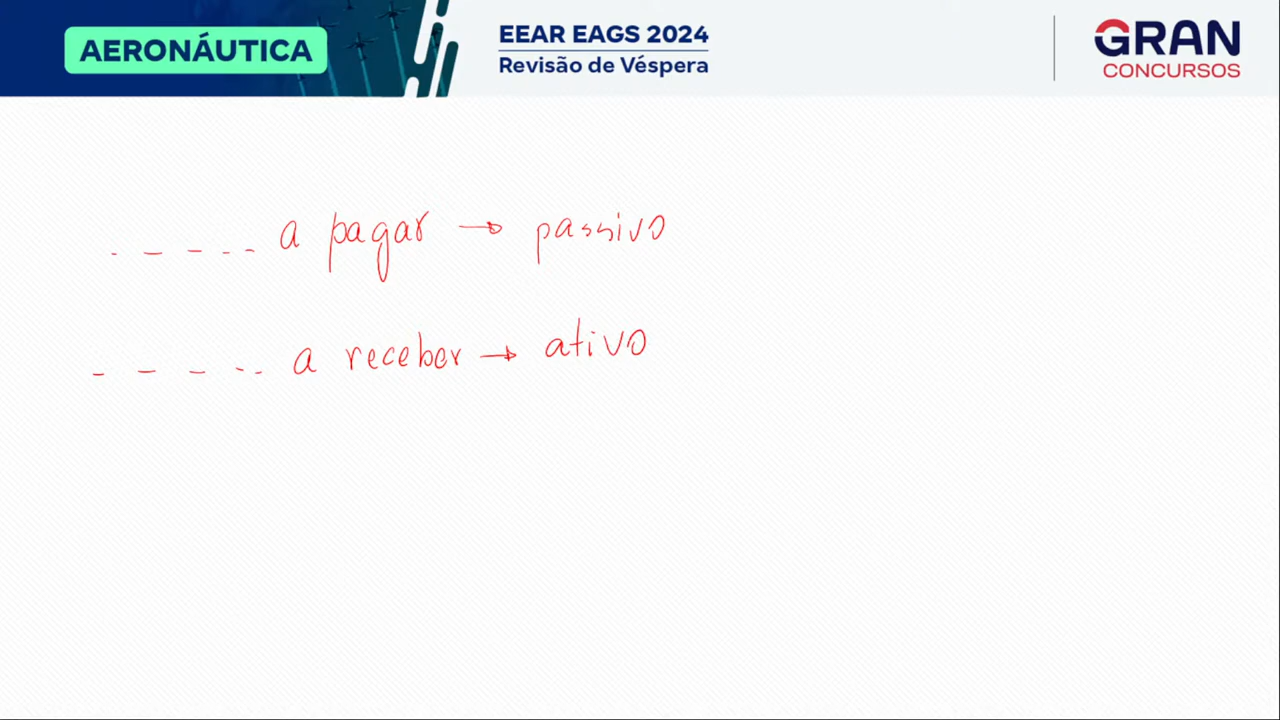 AERONÁUTICA
EEAR EAGS 2024
Revisão de Véspera
GRAN
CONCURSOS
- - - - - a pagar → passivo
- - - - - a receber → ativo